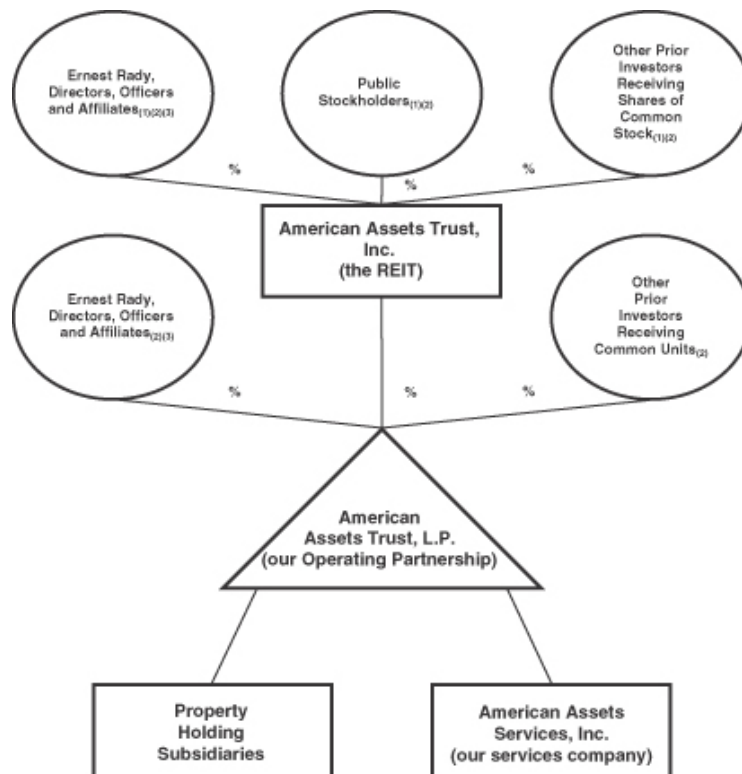 Ernest Rady,
Directors, Officers
and Affiliates(1)(2)(3)
Public
Stockholders(1)(2)
Other Prior
Investors
Receiving
Shares of
Common
Stock(1)(2)
%
%
%
American Assets Trust,
Inc.
(the REIT)
Ernest Rady,
Directors, Officers
and Affiliates(2)(3)
Other
Prior
Investors
Receiving
Common Units(2)
%
%
%
American
Assets Trust, L.P.
(our Operating Partnership)
Property
Holding
Subsidiaries
American Assets
Services, Inc.
(our services company)